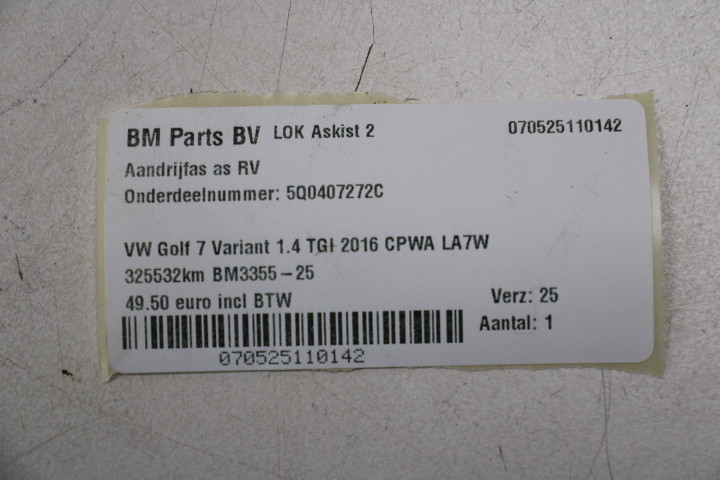 BM Parts BV LOK Askist 2 070525110142
Aandrijfas as RV
Onderdeelnummer: 5Q0407272C
VW Golf 7 Variant 1.4 TGI 2016 CPWA LA7W
325532km BM3355-25
49.50 euro incl BTW Verz: 25
Aantal: 1
070525110142